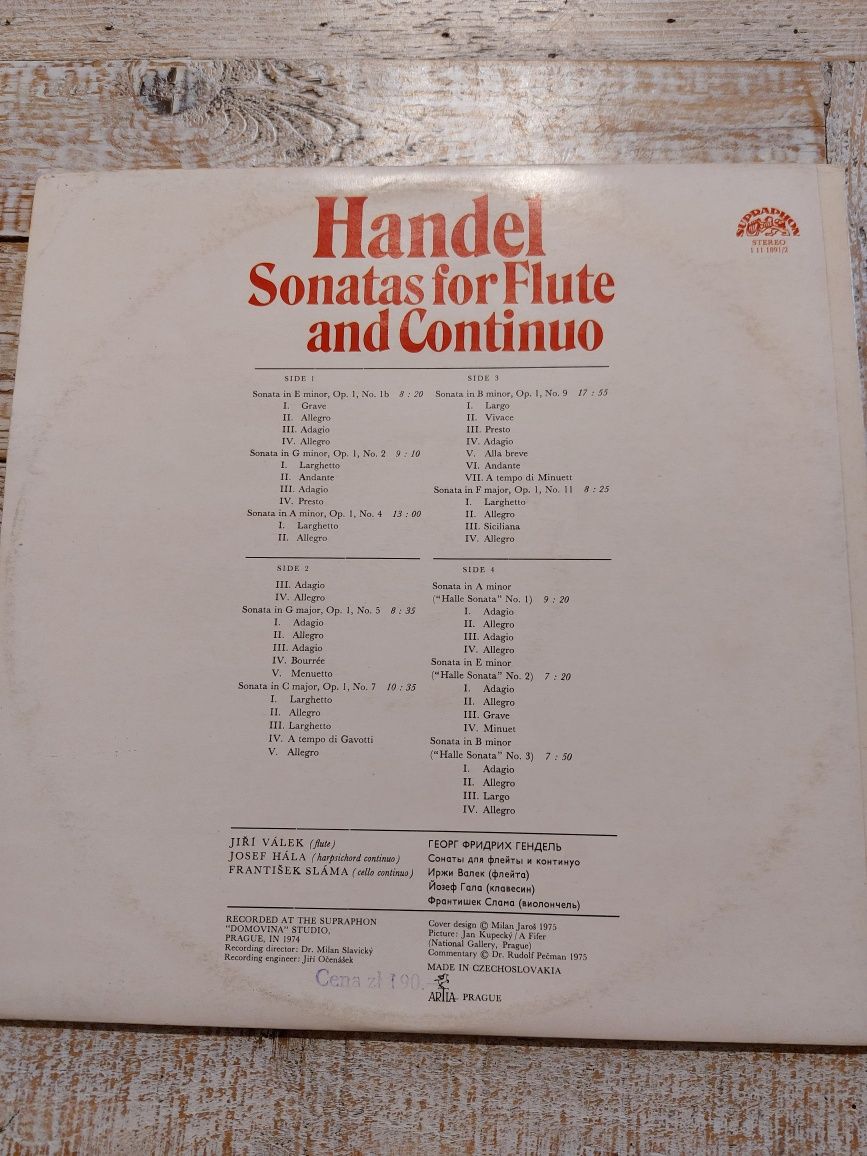 Handel
Sonatas for Flute
and Continuo
SUPRAPHON
STEREO
1 11 1891/2
SIDE 1
Sonata in E minor, Op. 1, No. 1b 8 : 20
I. Grave
II. Allegro
III. Adagio
IV. Allegro
Sonata in G minor, Op. 1, No. 2 9 : 10
I. Larghetto
II. Andante
III. Adagio
IV. Presto
Sonata in A minor, Op. 1, No. 4 13 : 00
I. Larghetto
II. Allegro
SIDE 2
III. Adagio
IV. Allegro
Sonata in G major, Op. 1, No. 5 8 : 35
I. Adagio
II. Allegro
III. Adagio
IV. Bourrée
V. Menuetto
Sonata in C major, Op. 1, No. 7 10 : 35
I. Larghetto
II. Allegro
III. Larghetto
IV. A tempo di Gavotti
V. Allegro
SIDE 3
Sonata in B minor, Op. 1, No. 9 17 : 55
I. Largo
II. Vivace
III. Presto
IV. Adagio
V. Alla breve
VI. Andante
VII. A tempo di Minuett
Sonata in F major, Op. 1, No. 11 8 : 25
I. Larghetto
II. Allegro
III. Siciliana
IV. Allegro
SIDE 4
Sonata in A minor
("Halle Sonata" No. 1) 9 : 20
I. Adagio
II. Allegro
III. Adagio
IV. Allegro
Sonata in E minor
("Halle Sonata" No. 2) 7 : 20
I. Adagio
II. Allegro
III. Grave
IV. Minuet
Sonata in B minor
("Halle Sonata" No. 3) 7 : 50
I. Adagio
II. Allegro
III. Largo
IV. Allegro
JIŘÍ VÁLEK (flute)
JOSEF HÁLA (harpsichord continuo)
FRANTIŠEK SLÁMA (cello continuo)
ГЕОРГ ФРИДРИХ ГЕНДЕЛЬ
Сонаты для флейты и континуо
Иржи Валек (флейта)
Йозеф Гала (клавесин)
Франтишек Слама (виолончель)
RECORDED AT THE SUPRAPHON
"DOMOVINA" STUDIO,
PRAGUE, IN 1974
Recording director: Dr. Milan Slavický
Recording engineer: Jiří Očenášek
Cena zł 190.-
Cover design © Milan Jaroš 1975
Picture: Jan Kupecký / A Fifer
(National Gallery, Prague)
Commentary © Dr. Rudolf Pečman 1975
MADE IN CZECHOSLOVAKIA
ARTIA PRAGUE